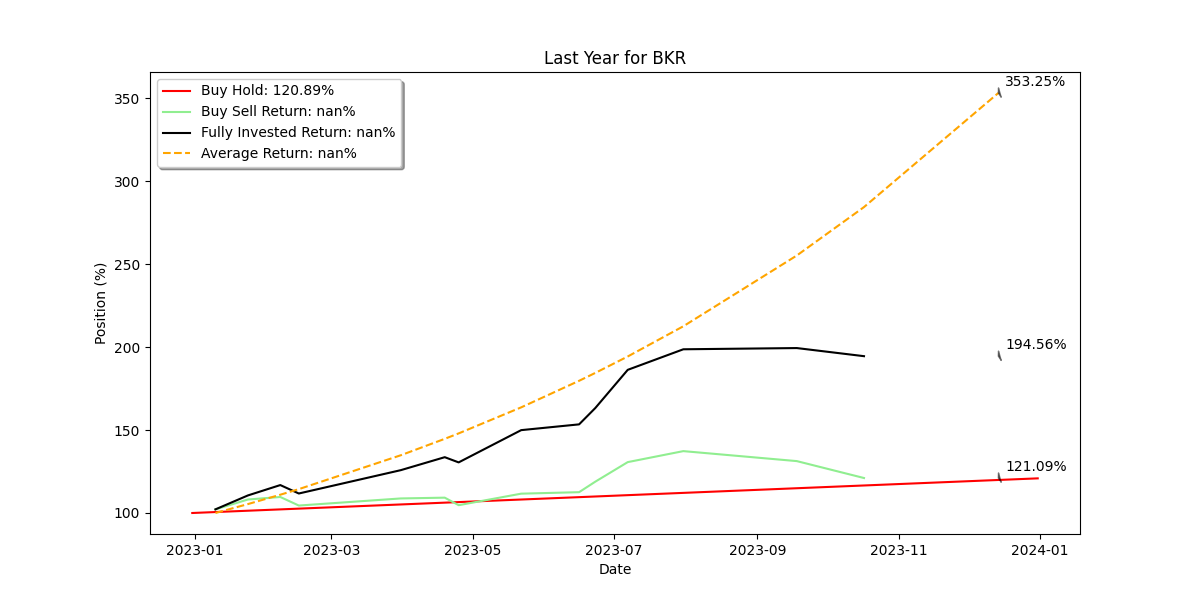 Last Year for BKR
Buy Hold: 120.89%
Buy Sell Return: nan%
Fully Invested Return: nan%
Average Return: nan%
353.25%
194.56%
121.09%
Position (%)
350
300
250
200
150
100
2023-01
2023-03
2023-05
2023-07
2023-09
2023-11
2024-01
Date